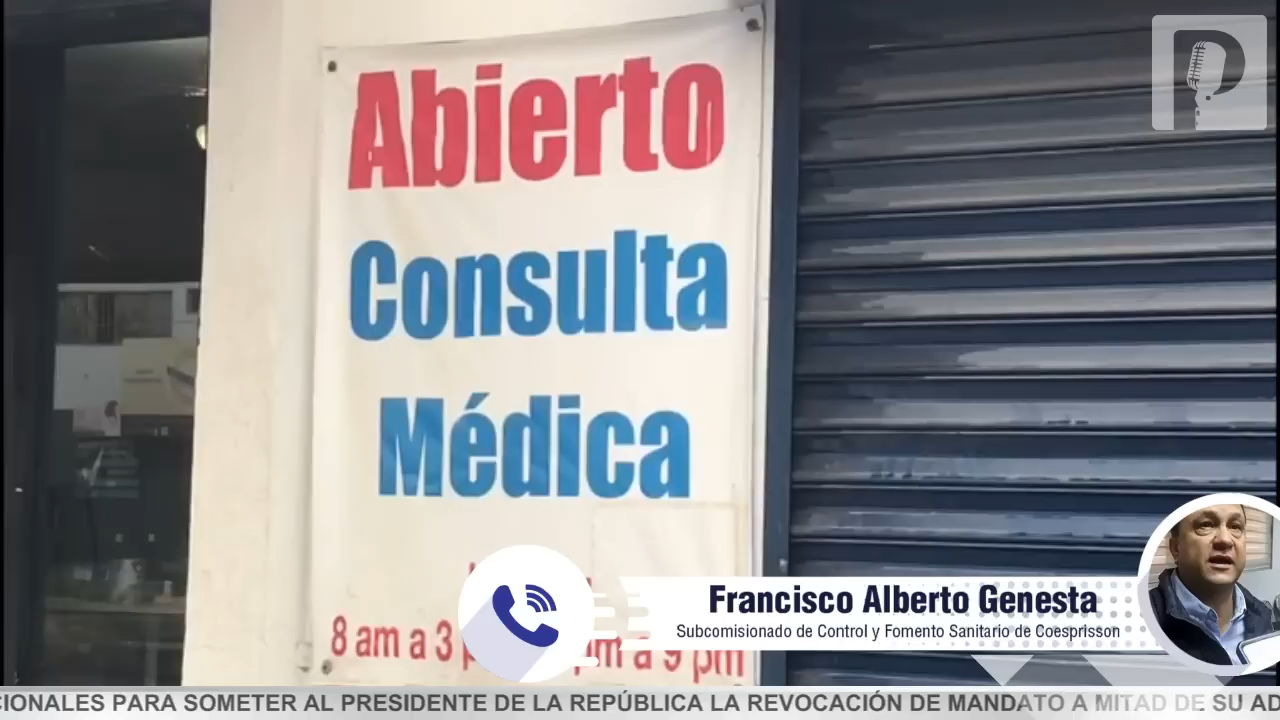 Abierto
Consulta
Médica
8 am a 3
m a 9 pm
Francisco Alberto Genesta
Subcomisionado de Control y Fomento Sanitario de Coesprisson
CIONALES PARA SOMETER AL PRESIDENTE DE LA REPÚBLICA LA REVOCACIÓN DE MANDATO A MITAD DE SU AD